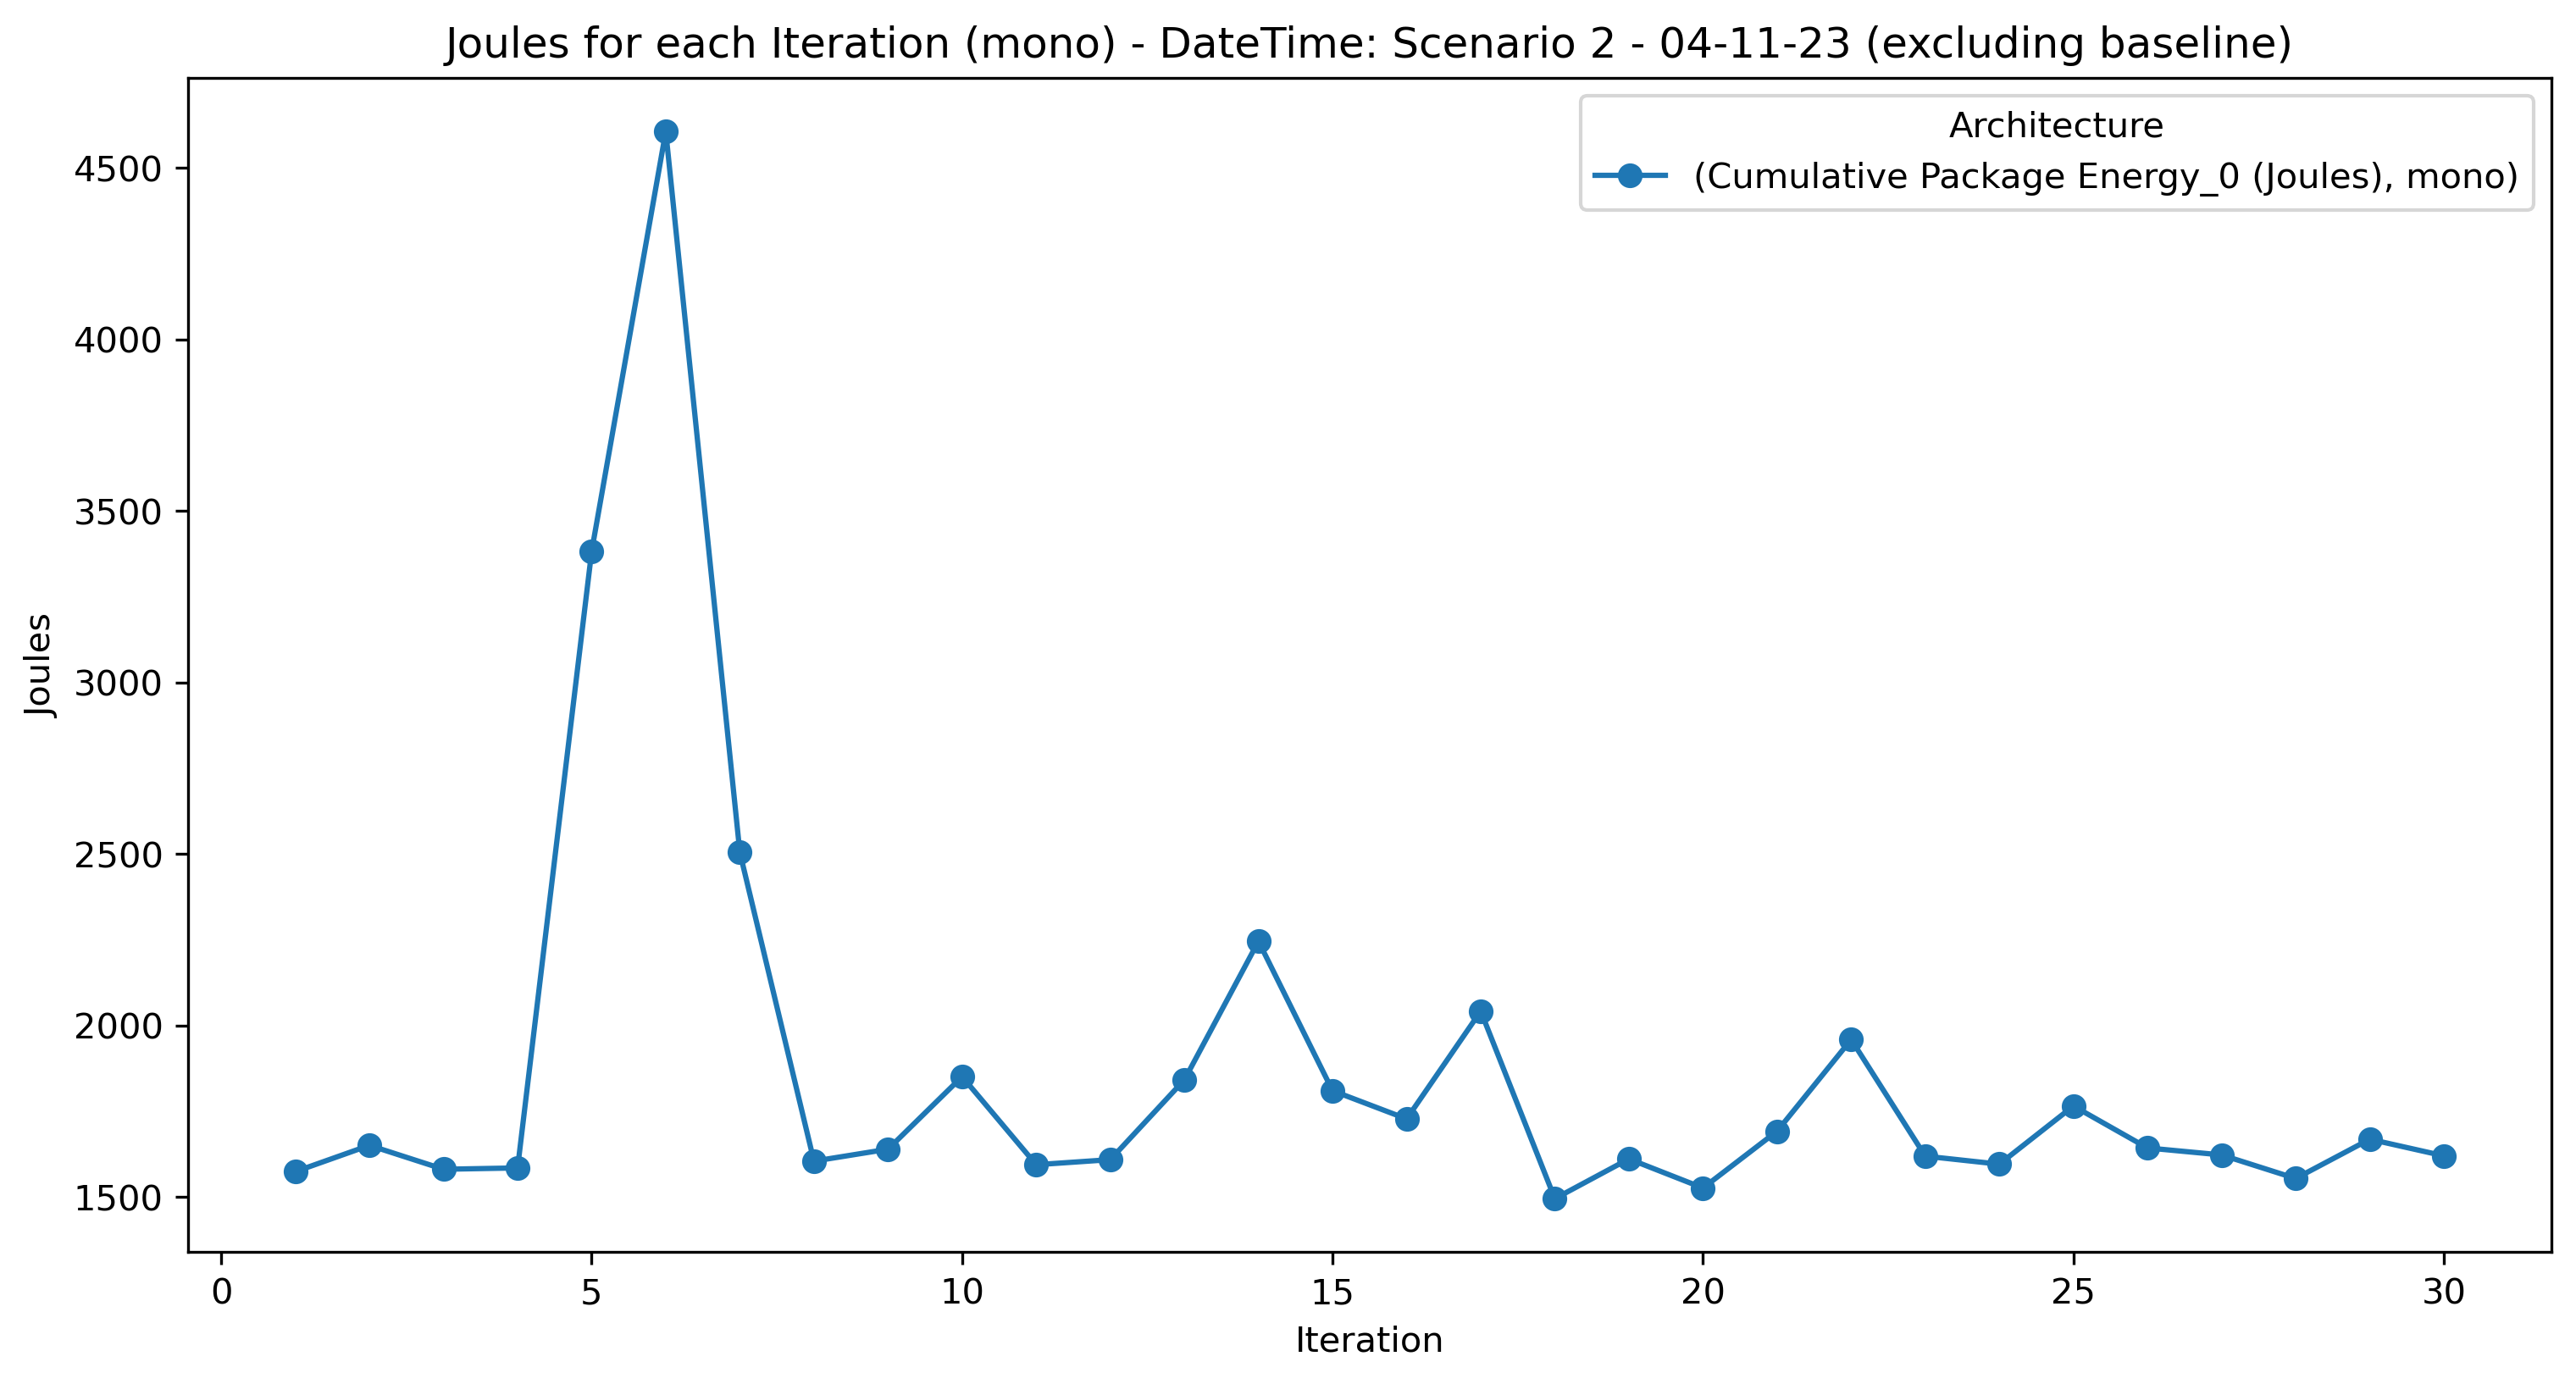 Joules for each Iteration (mono) - DateTime: Scenario 2 - 04-11-23 (excluding baseline)
Architecture
(Cumulative Package Energy_0 (Joules), mono)
4500
4000
3500
3000
2500
2000
1500
Joules
0 5 10 15 20 25 30
Iteration